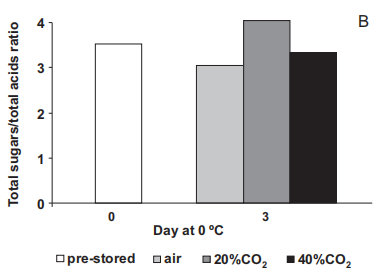 B
Total sugars/total acids ratio
4
3
2
1
0
0 3
Day at 0 ºC
pre-stored air 20%CO₂ 40%CO₂